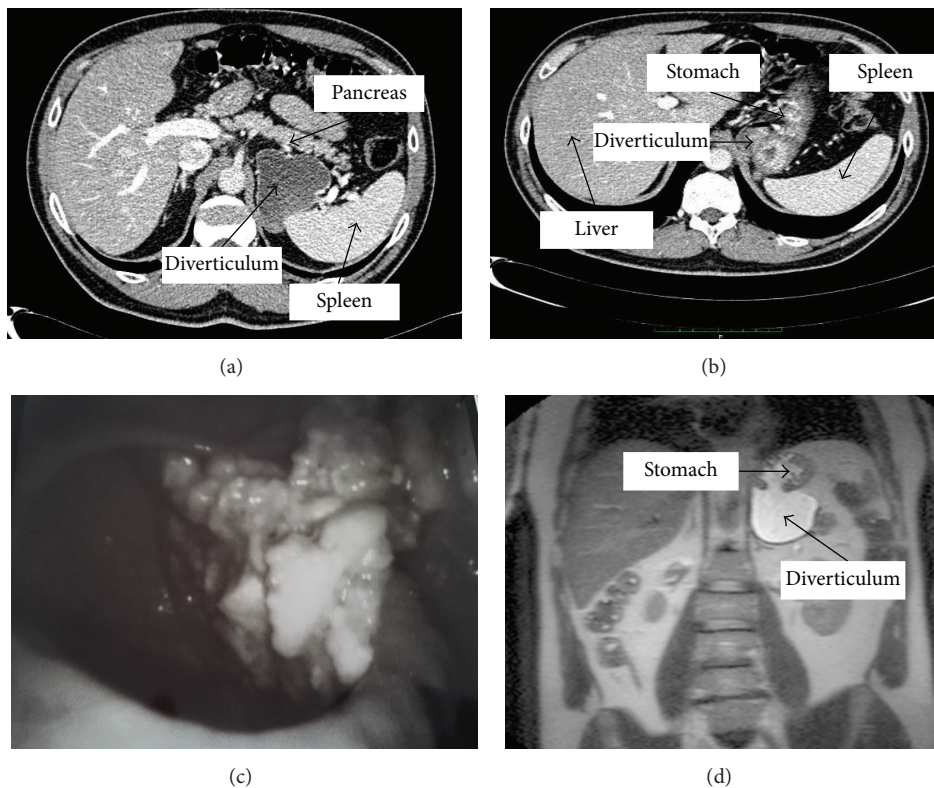 Pancreas
Diverticulum
Spleen
(a)
Stomach
Spleen
Diverticulum
Liver
(b)
(c)
Stomach
Diverticulum
(d)